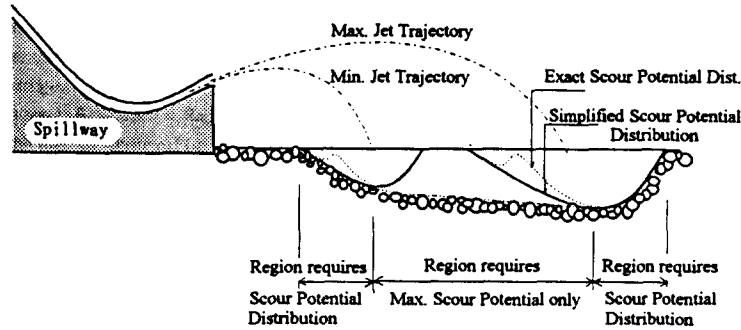 Max. Jet Trajectory
Min. Jet Trajectory
Exact Scour Potential Dist.
Simplified Scour Potential
Distribution
Spillway
Region requires
Scour Potential
Distribution
Region requires
Max. Scour Potential only
Region requires
Scour Potential
Distribution